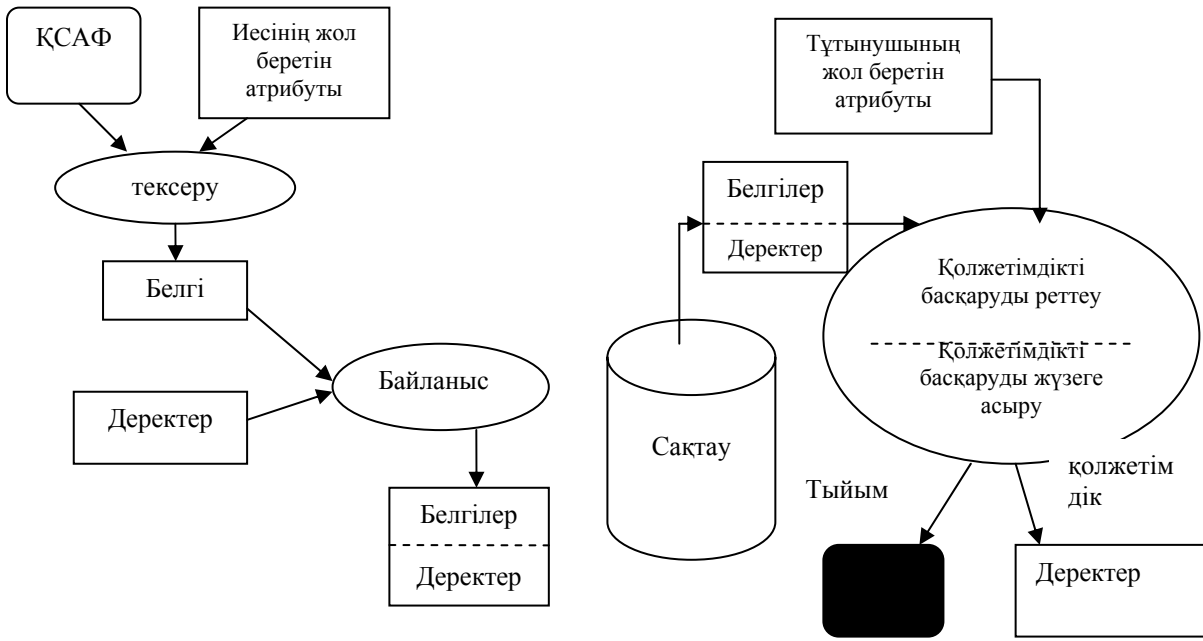 ҚСАФ
Иесінің жол
беретін
атрибуты
тексеру
Белгі
Деректер
Байланыс
Белгілер
Деректер
Тұтынушының
жол беретін
атрибуты
Белгілер
Деректер
Сақтау
Қолжетімдікті
басқаруды реттеу
Қолжетімдікті
басқаруды жүзеге
асыру
Тыйым
қолжетім
дік
Деректер